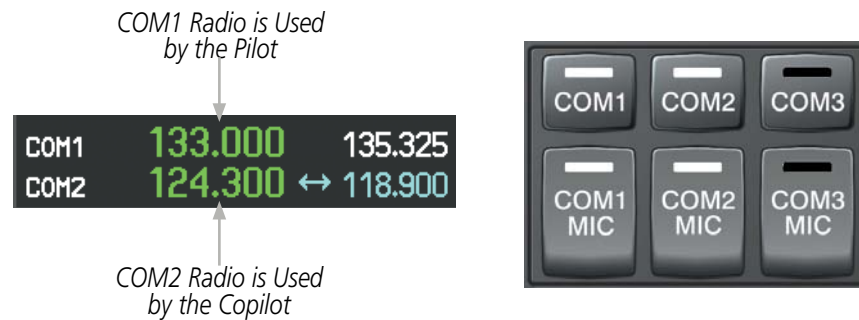 COM1 Radio is Used
by the Pilot
COM1 133.000 135.325
COM2 124.300 ↔ 118.900
COM2 Radio is Used
by the Copilot
COM1 COM2 COM3
COM1 COM2 COM3
MIC MIC MIC